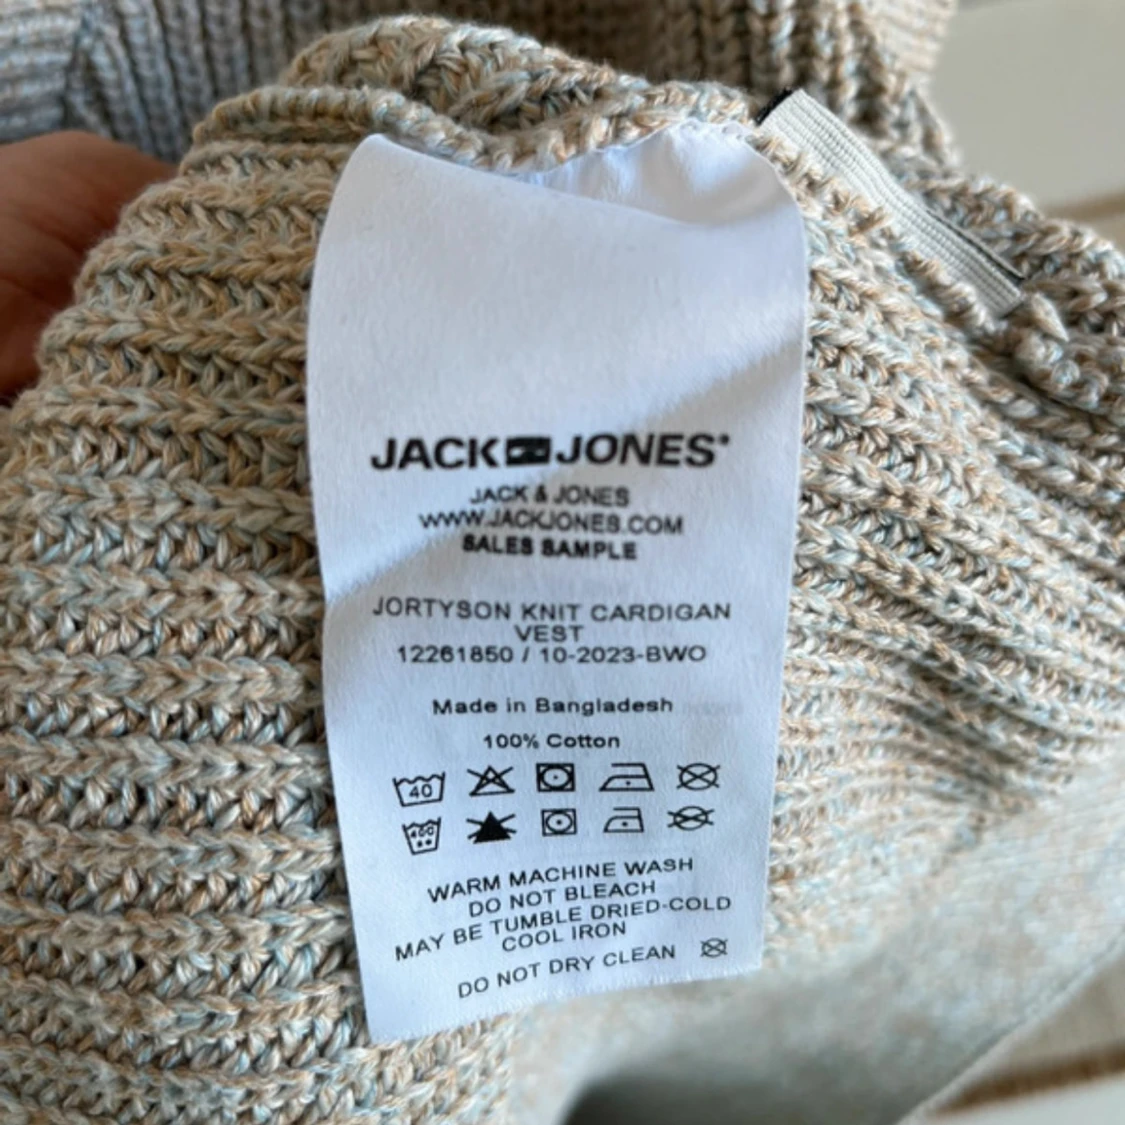 JACK JONES®
JACK & JONES
WWW.JACKJONES.COM
SALES SAMPLE
JORTYSON KNIT CARDIGAN
VEST
12261850 / 10-2023-BWO
Made in Bangladesh
100% Cotton
40
40C
WARM MACHINE WASH
DO NOT BLEACH
MAY BE TUMBLE DRIED-COLD
COOL IRON
DO NOT DRY CLEAN